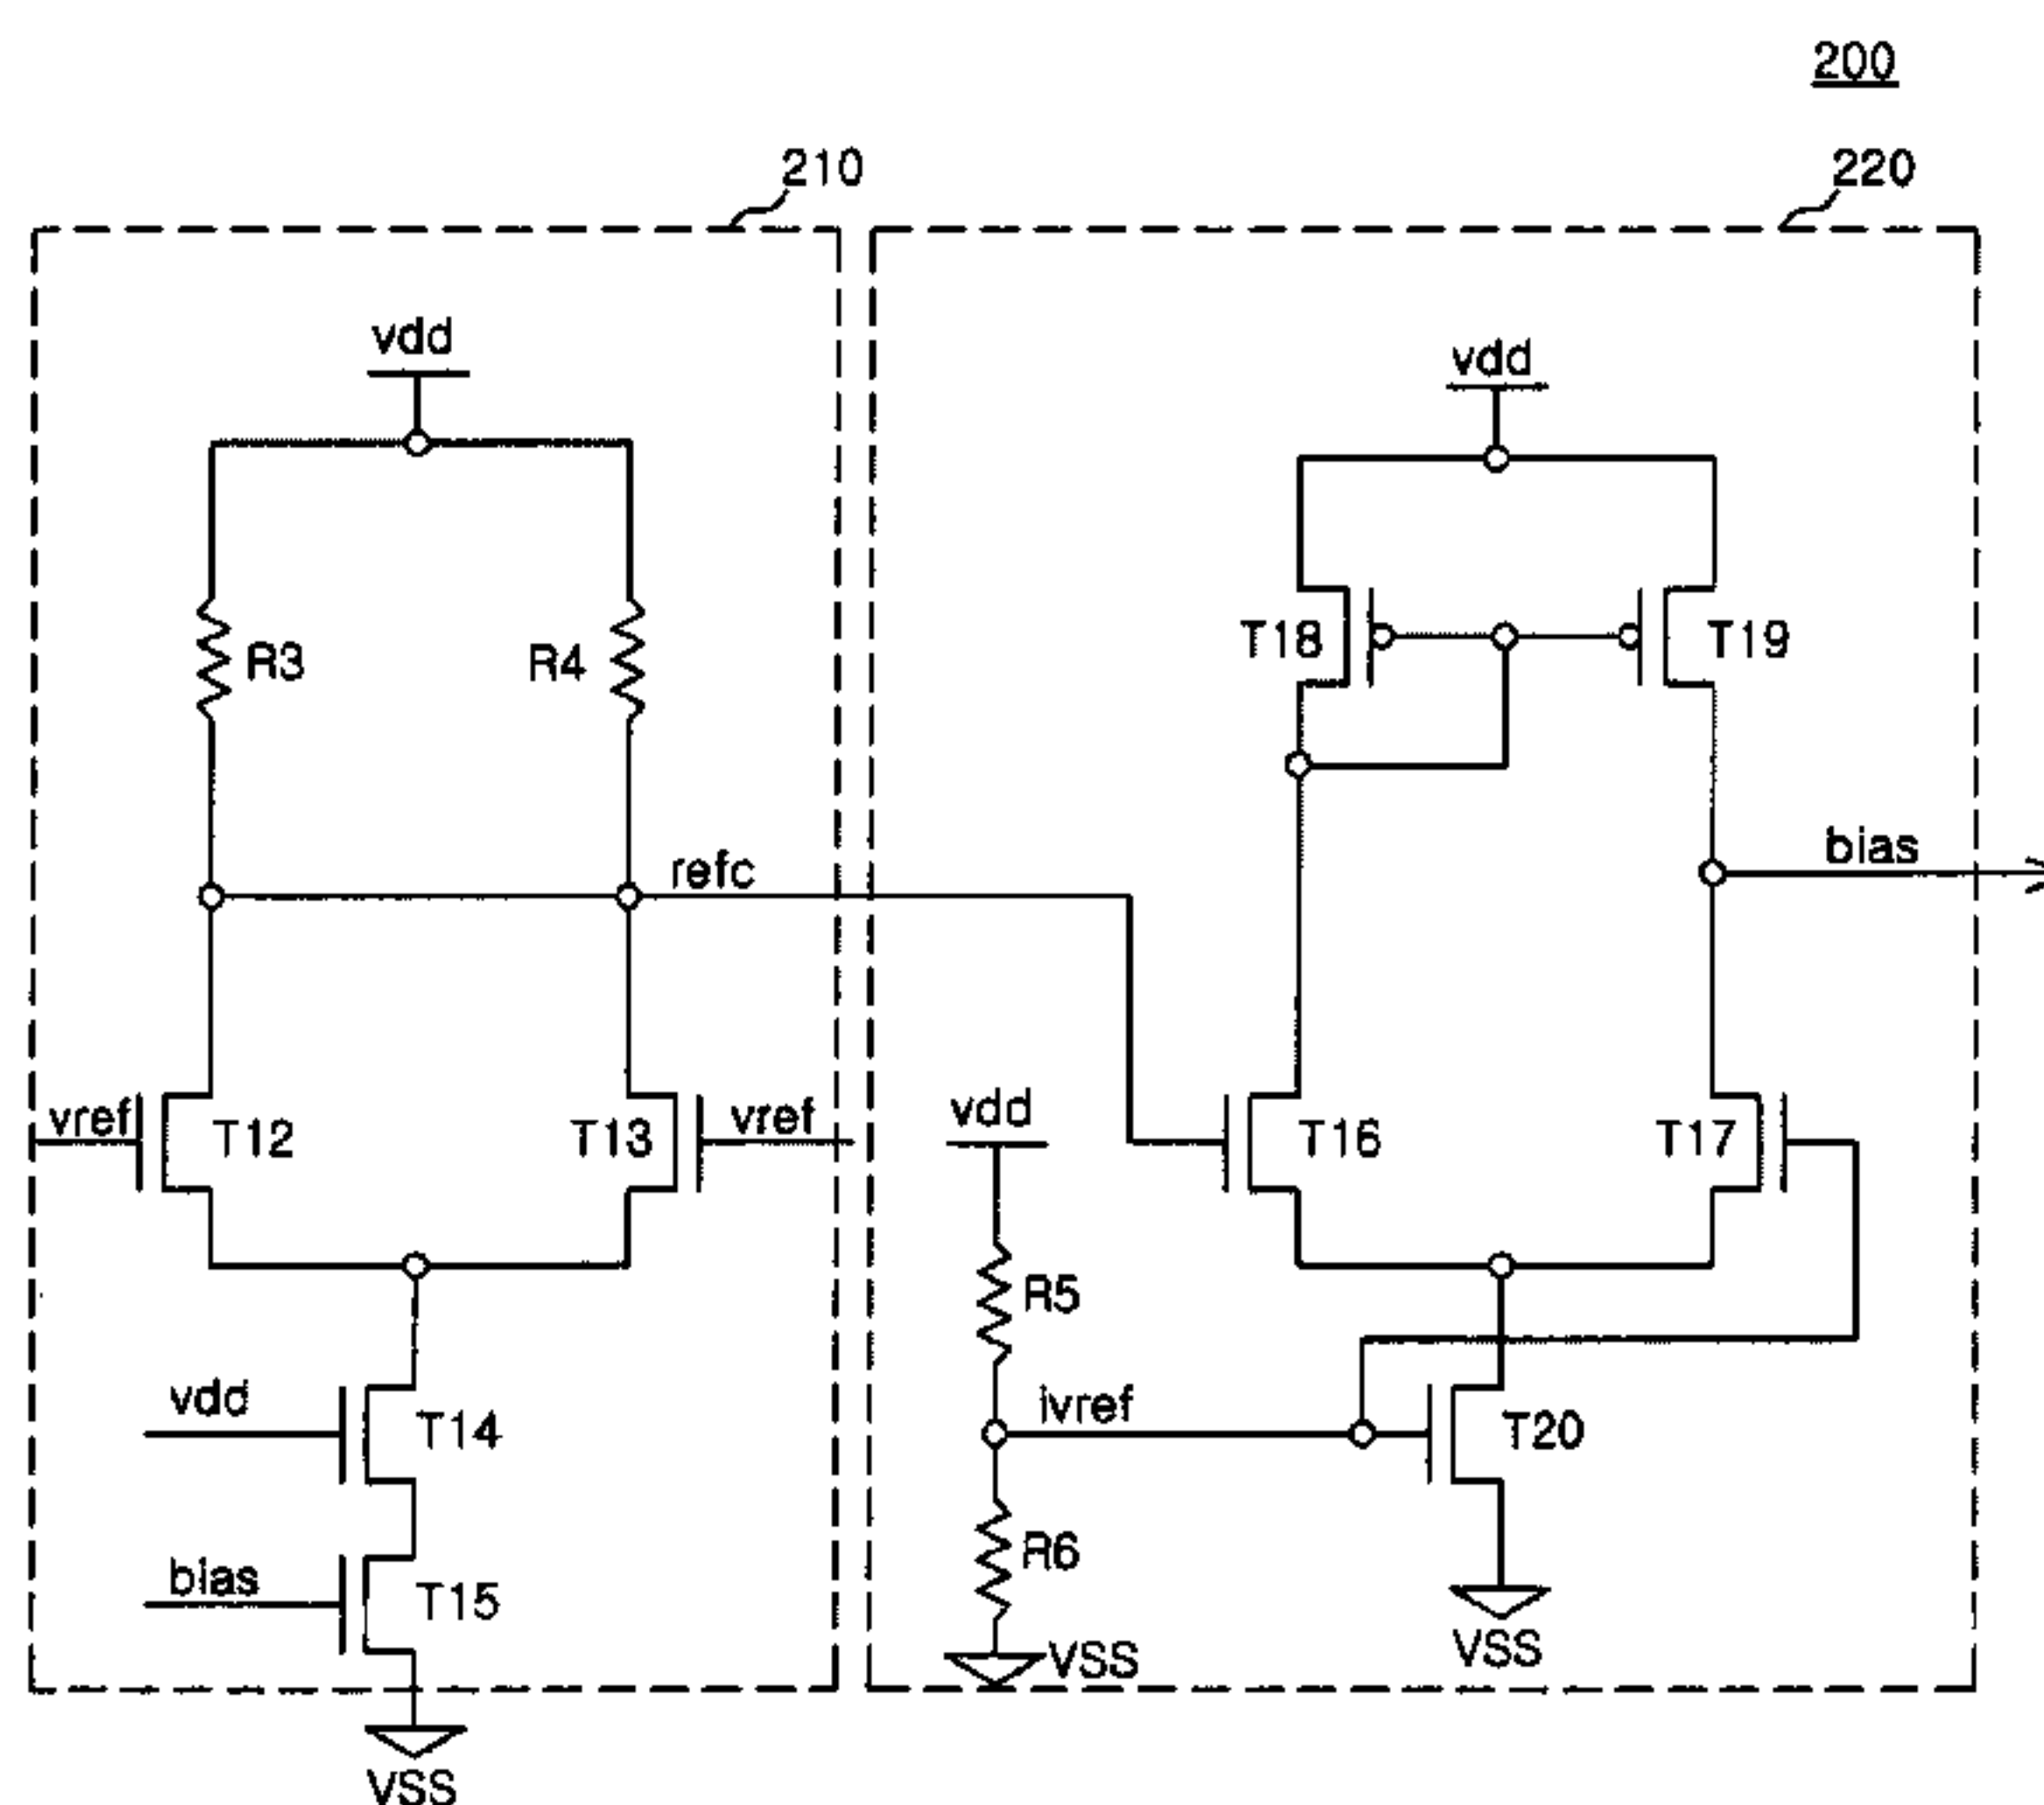 200
210
220
vdd
vdd
R3
R4
T18
T19
refc
bias
vref
T12
T13
vref
vdd
T16
T17
R5
vdd
T14
ivref
T20
bias
T15
R6
VSS
VSS
VSS